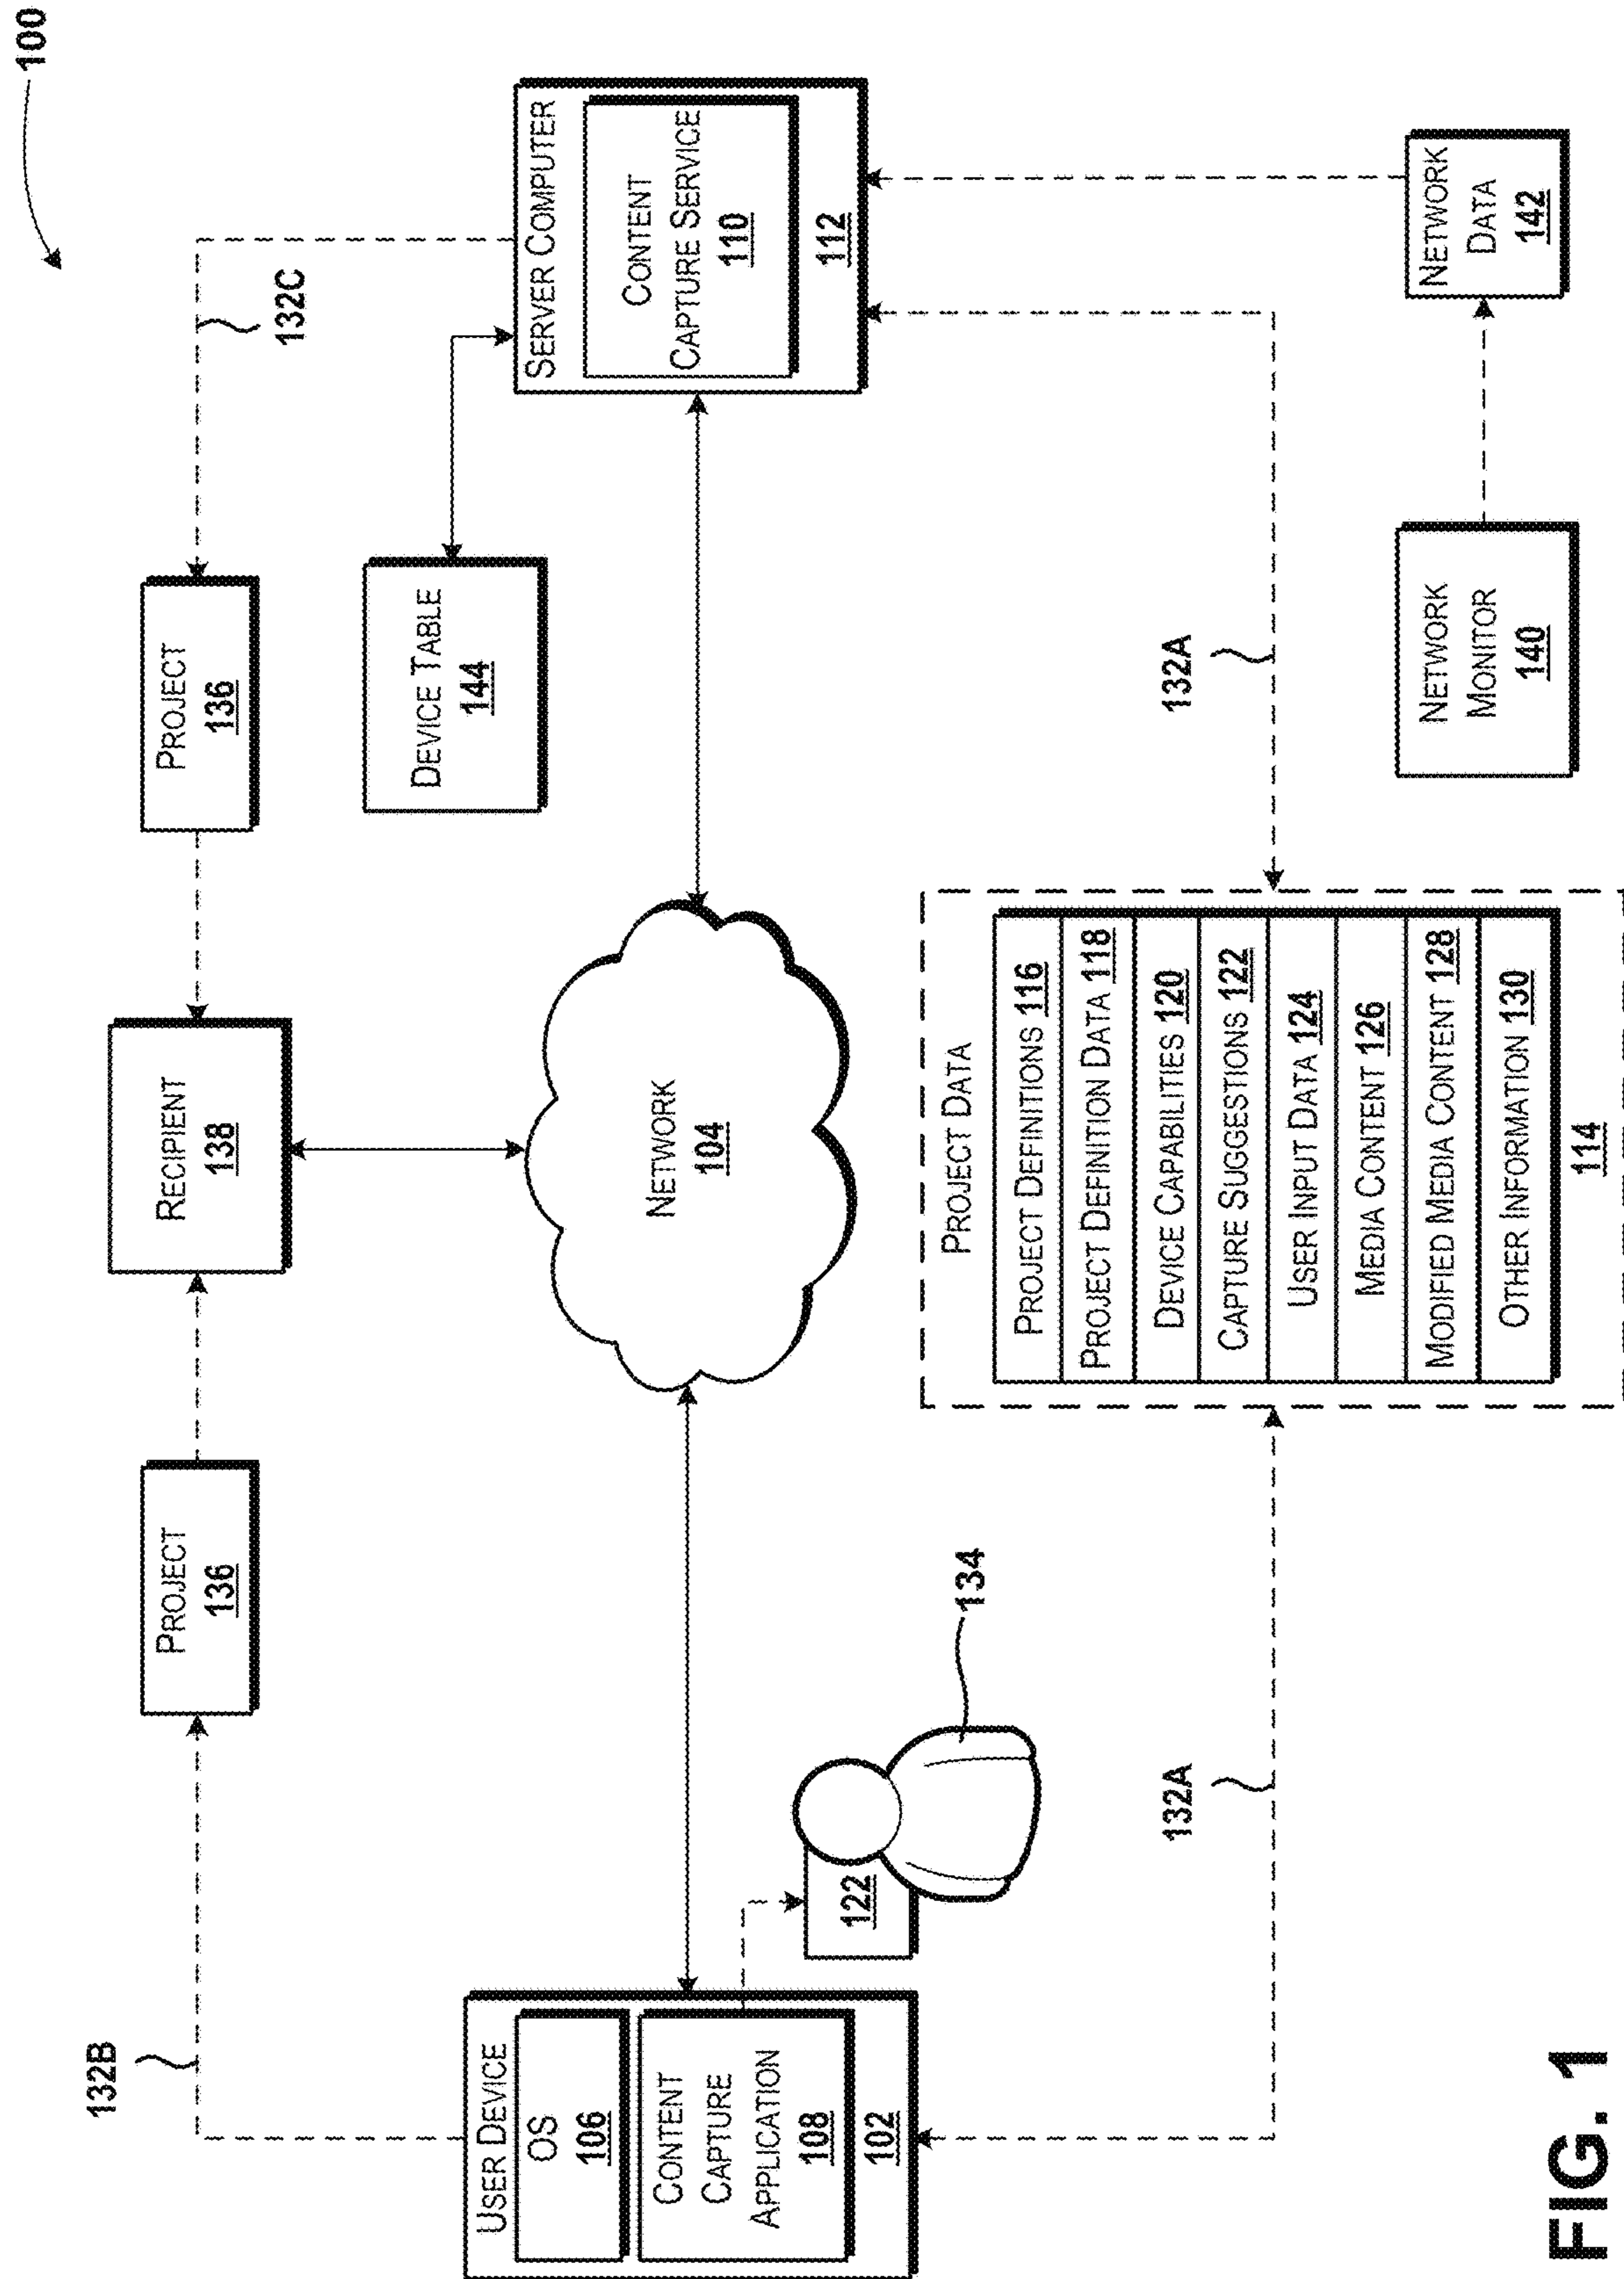 100
132B
PROJECT
136
RECIPIENT
138
PROJECT
136
132C
USER DEVICE
OS
106
CONTENT
CAPTURE
APPLICATION
108
102
122
134
NETWORK
104
DEVICE TABLE
144
SERVER COMPUTER
CONTENT
CAPTURE SERVICE
110
112
132A
PROJECT DATA
PROJECT DEFINITIONS 116
PROJECT DEFINITION DATA 118
DEVICE CAPABILITIES 120
CAPTURE SUGGESTIONS 122
USER INPUT DATA 124
MEDIA CONTENT 126
MODIFIED MEDIA CONTENT 128
OTHER INFORMATION 130
114
132A
NETWORK
MONITOR
140
NETWORK
DATA
142
FIG. 1